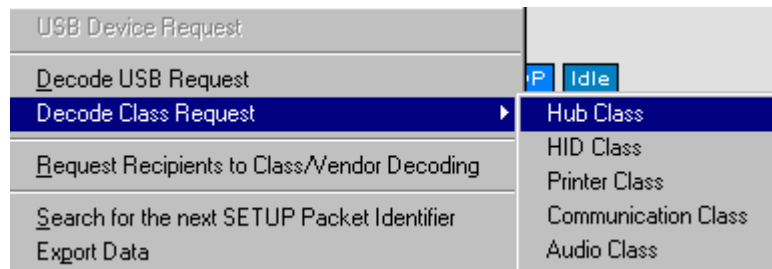 USB Device Request
Decode USB Request
Decode Class Request
Request Recipients to Class/Vendor Decoding
Search for the next SETUP Packet Identifier
Export Data
Idle
Hub Class
HID Class
Printer Class
Communication Class
Audio Class